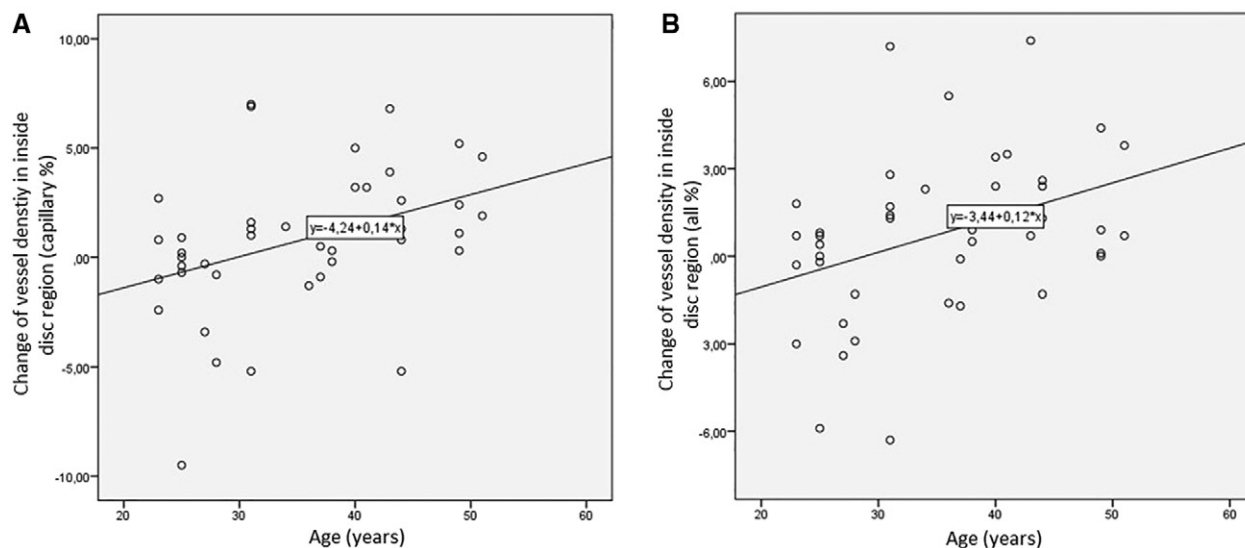 A
Change of vessel denstiy in inside
disc region (capillary %)
10,00
5,00
,00
-5,00
-10,00
y=-4,24+0,14*x
20
30
40
50
60
Age (years)
B
Change of vessel density in inside
disc region (all %)
6,00
3,00
,00
3,00
-6,00
y=-3,44+0,12*x
20
30
40
50
60
Age (years)